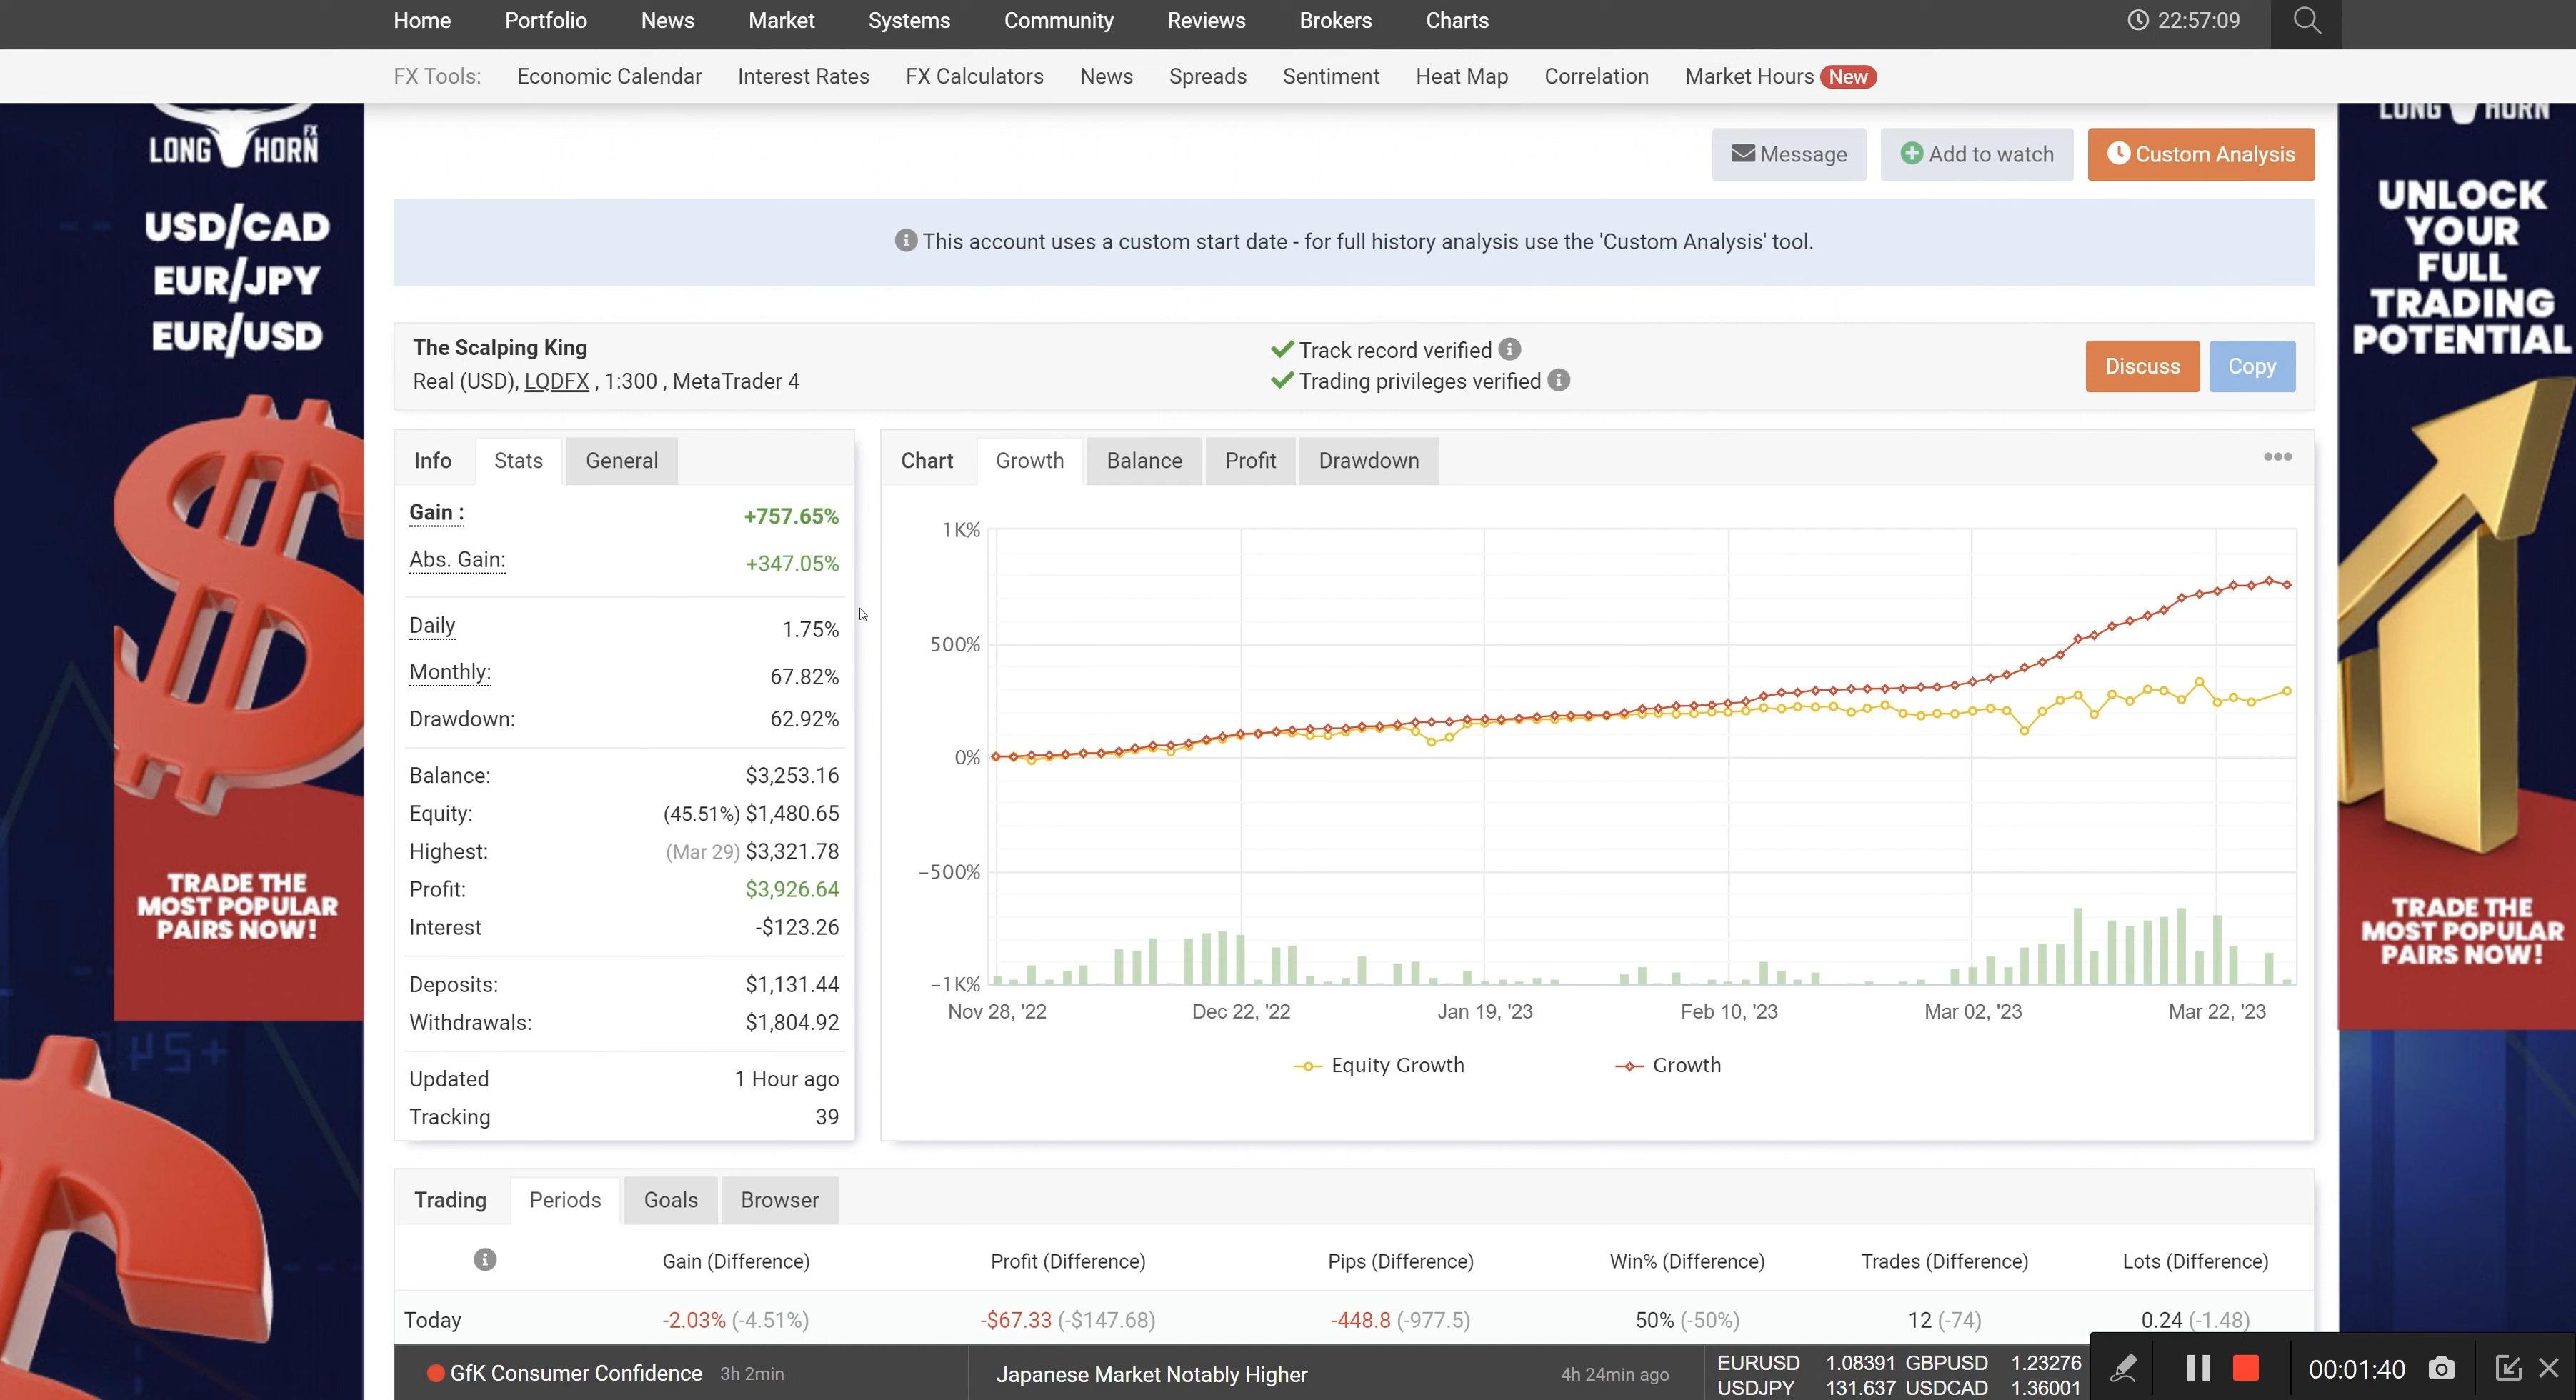 Home Portfolio News Market Systems Community Reviews Brokers Charts 22:57:09
FX Tools: Economic Calendar Interest Rates FX Calculators News Spreads Sentiment Heat Map Correlation Market Hours New
LONG HORN FX
USD/CAD
EUR/JPY
EUR/USD
TRADE THE
MOST POPULAR
PAIRS NOW!
Message Add to watch Custom Analysis
This account uses a custom start date - for full history analysis use the 'Custom Analysis' tool.
The Scalping King
Real (USD), LQDFX , 1:300 , MetaTrader 4
Track record verified
Trading privileges verified
Discuss Copy
Info Stats General
Gain : +757.65%
Abs. Gain: +347.05%
Daily 1.75%
Monthly: 67.82%
Drawdown: 62.92%
Balance: $3,253.16
Equity: (45.51%) $1,480.65
Highest: (Mar 29) $3,321.78
Profit: $3,926.64
Interest -$123.26
Deposits: $1,131.44
Withdrawals: $1,804.92
Updated 1 Hour ago
Tracking 39
Chart Growth Balance Profit Drawdown
1K%
500%
0%
-500%
-1K%
Nov 28, '22 Dec 22, '22 Jan 19, '23 Feb 10, '23 Mar 02, '23 Mar 22, '23
Equity Growth Growth
LONG HORN
UNLOCK
YOUR
FULL
TRADING
POTENTIAL
TRADE THE
MOST POPULAR
PAIRS NOW!
Trading Periods Goals Browser
Gain (Difference) Profit (Difference) Pips (Difference) Win% (Difference) Trades (Difference) Lots (Difference)
Today -2.03% (-4.51%) -$67.33 (-$147.68) -448.8 (-977.5) 50% (-50%) 12 (-74) 0.24 (-1.48)
GfK Consumer Confidence 3h 2min Japanese Market Notably Higher 4h 24min ago
EURUSD 1.08391 GBPUSD 1.23276
USDJPY 131.637 USDCAD 1.36001
00:01:40